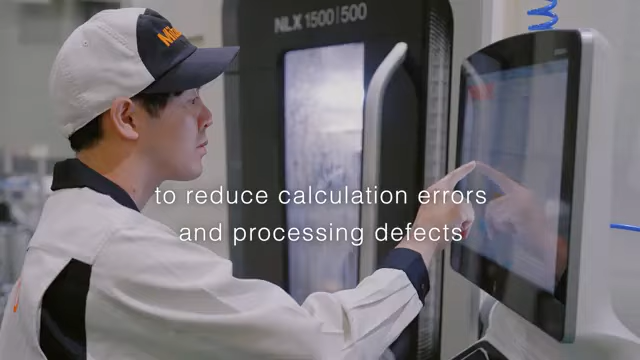 NLX 1500|500
to reduce calculation errors
and processing defects